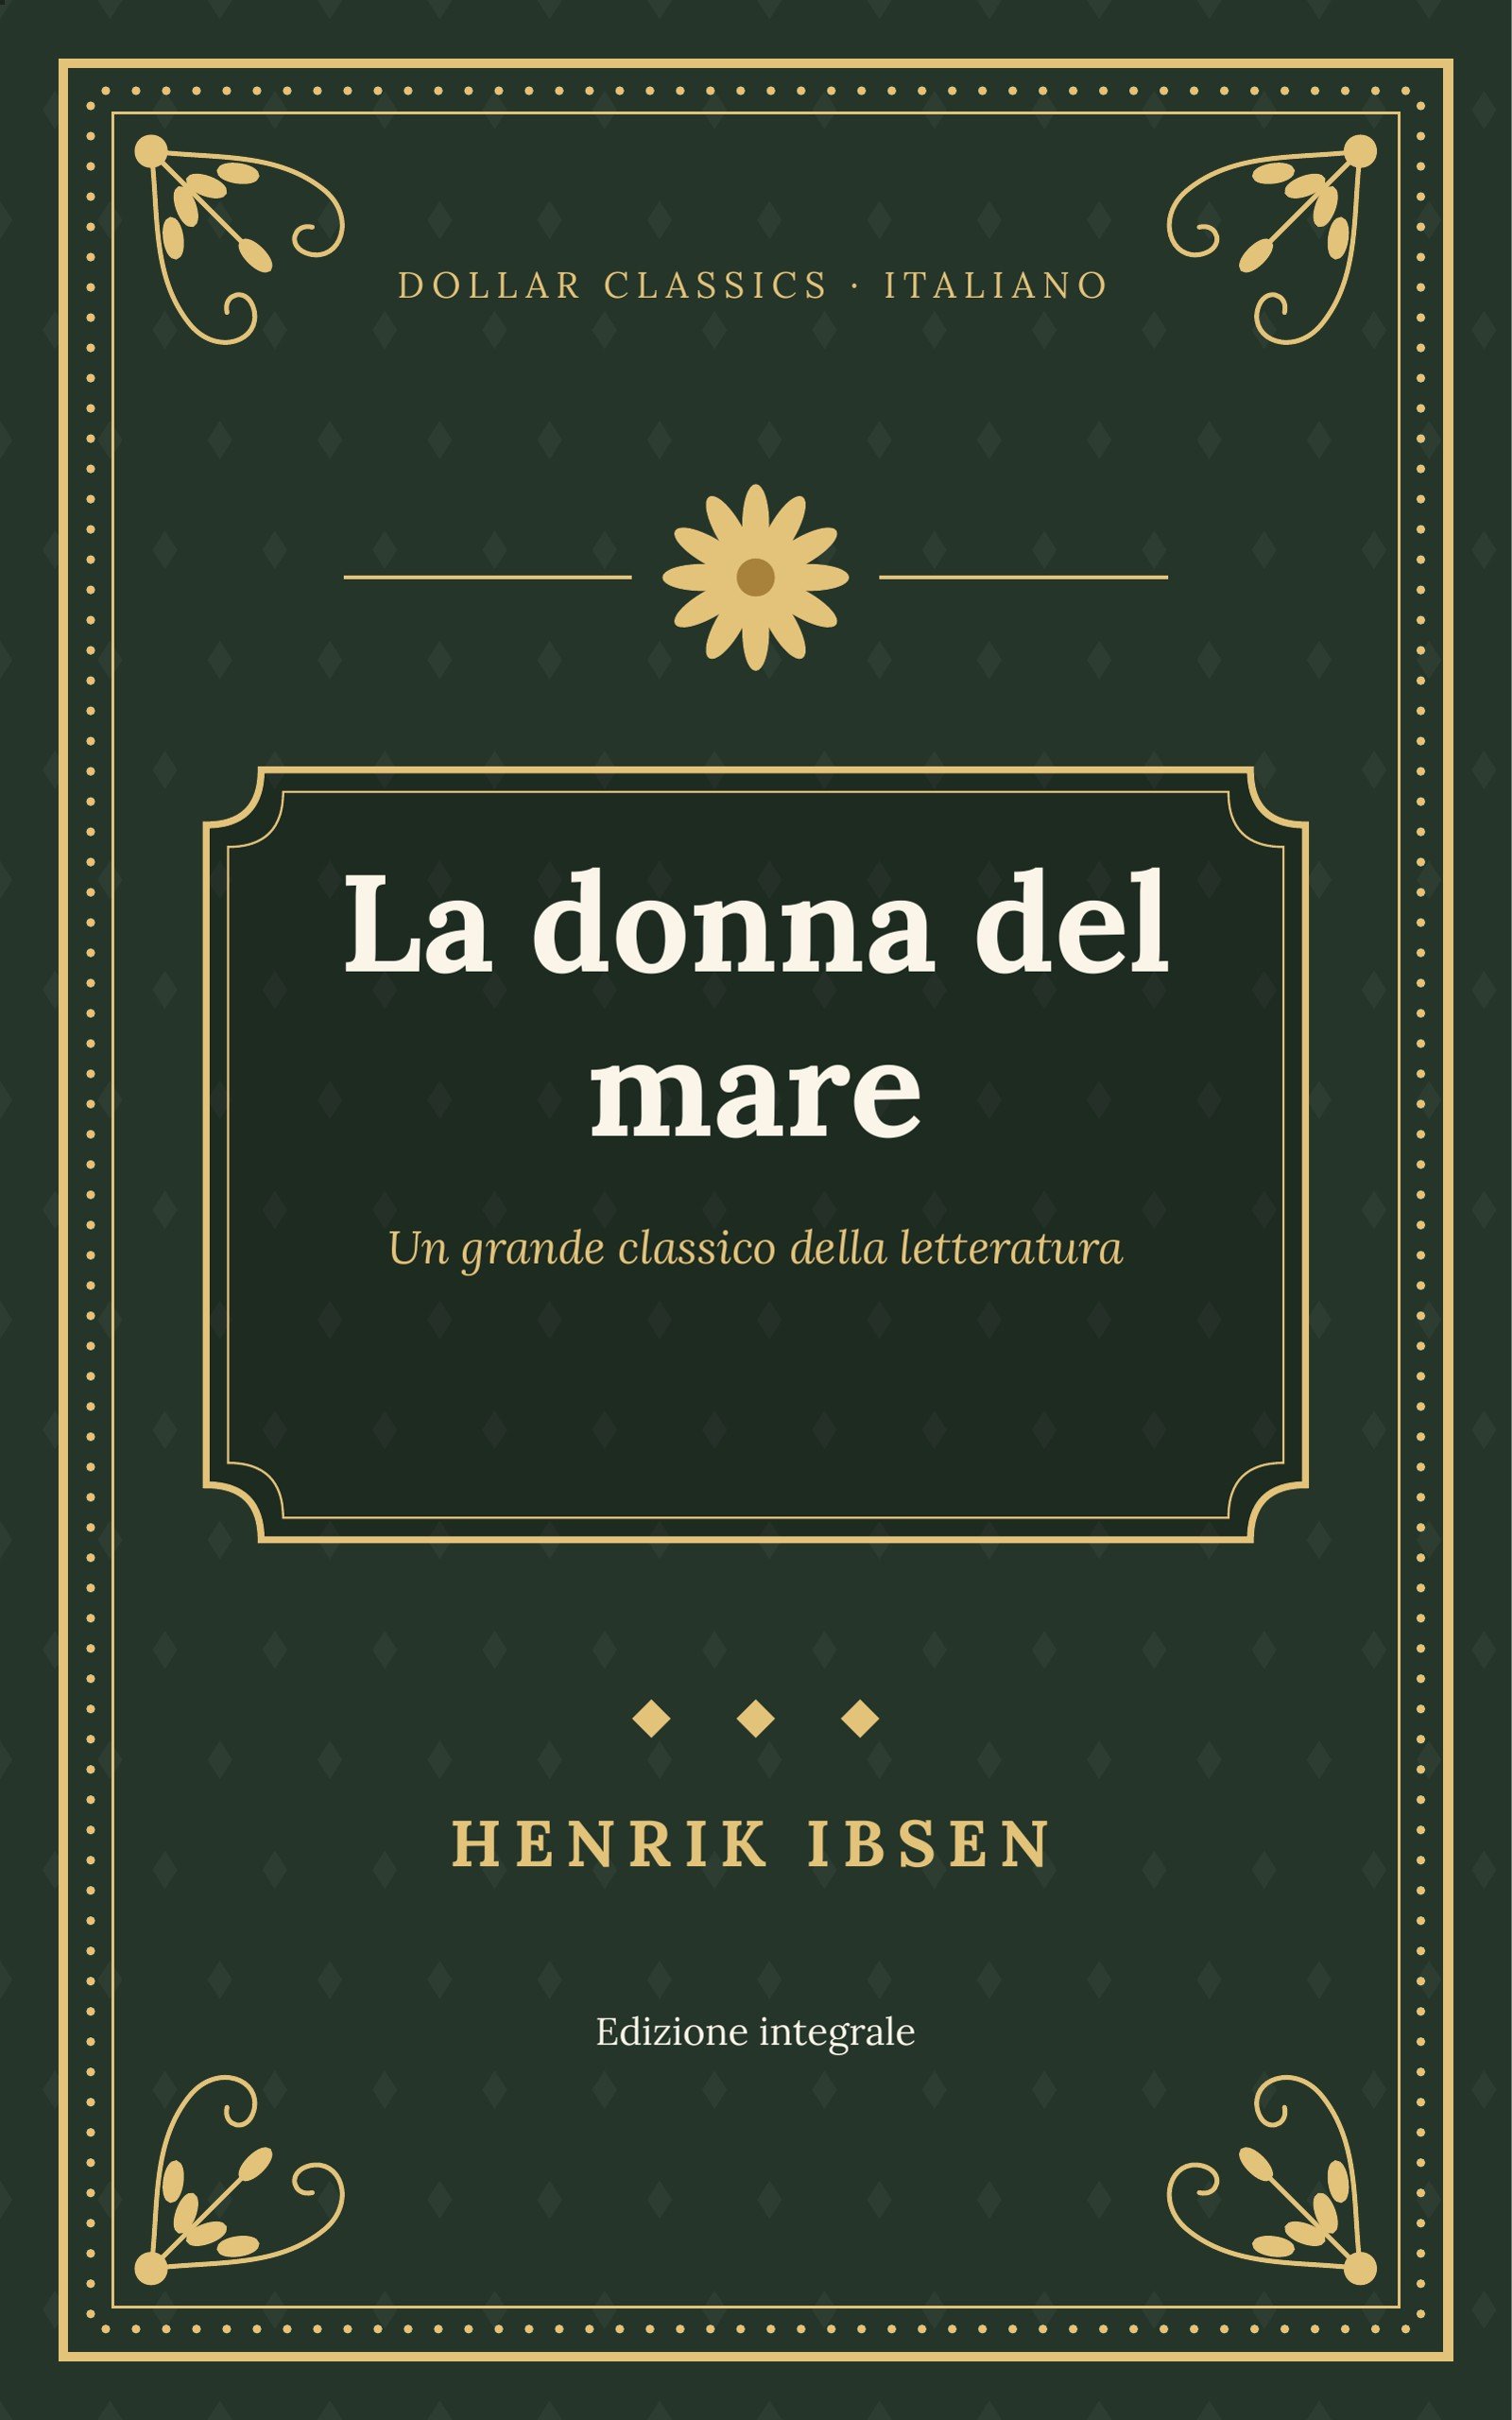 DOLLAR CLASSICS · ITALIANO
La donna del
mare
Un grande classico della letteratura
HENRIK IBSEN
Edizione integrale